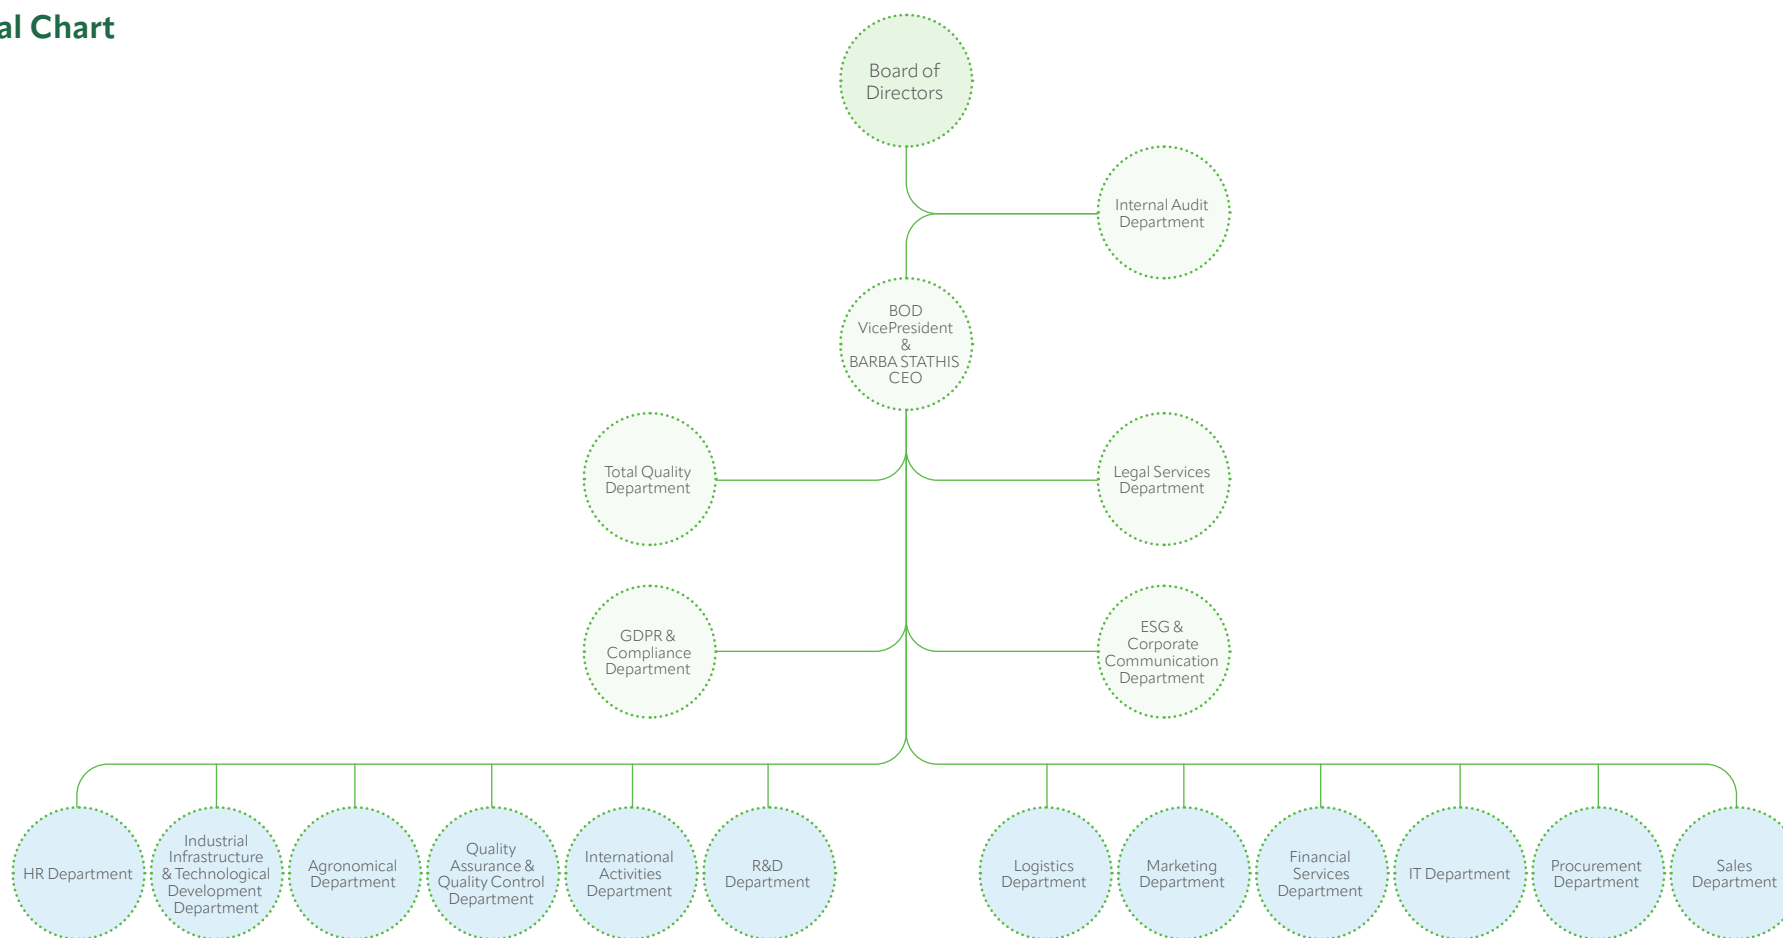 al Chart
Board of
Directors
Internal Audit
Department
BOD
VicePresident
&
BARBA STATHIS
CEO
Total Quality
Department
Legal Services
Department
GDPR &
Compliance
Department
ESG &
Corporate
Communication
Department
HR Department
Industrial
Infrastructure
& Technological
Development
Department
Agronomical
Department
Quality
Assurance &
Quality Control
Department
International
Activities
Department
R&D
Department
Logistics
Department
Marketing
Department
Financial
Services
Department
IT Department
Procurement
Department
Sales
Department